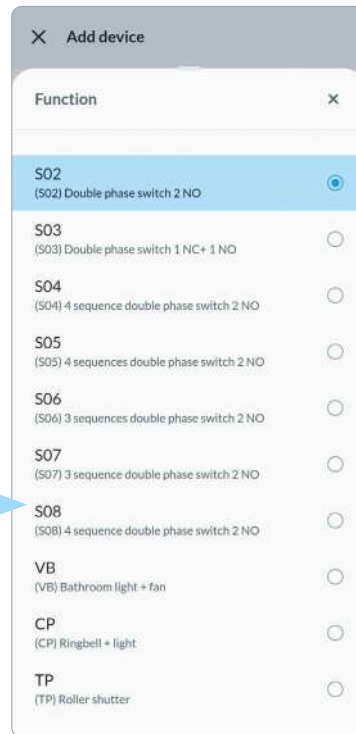 × Add device
Function ×
S02
(S02) Double phase switch 2 NO
S03
(S03) Double phase switch 1 NC+ 1 NO
S04
(S04) 4 sequence double phase switch 2 NO
S05
(S05) 4 sequences double phase switch 2 NO
S06
(S06) 3 sequences double phase switch 2 NO
S07
(S07) 3 sequence double phase switch 2 NO
S08
(S08) 4 sequence double phase switch 2 NO
VB
(VB) Bathroom light + fan
CP
(CP) Ringbell + light
TP
(TP) Roller shutter